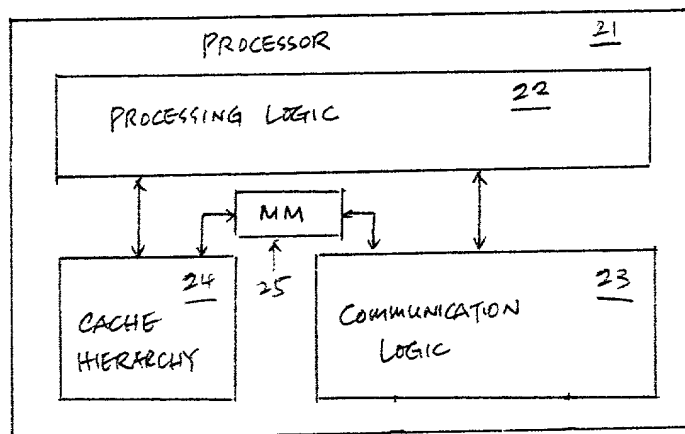 PROCESSOR 21
PROCESSING LOGIC 22
MM
25
24
CACHE
HIERARCHY
23
COMMUNICATION
LOGIC